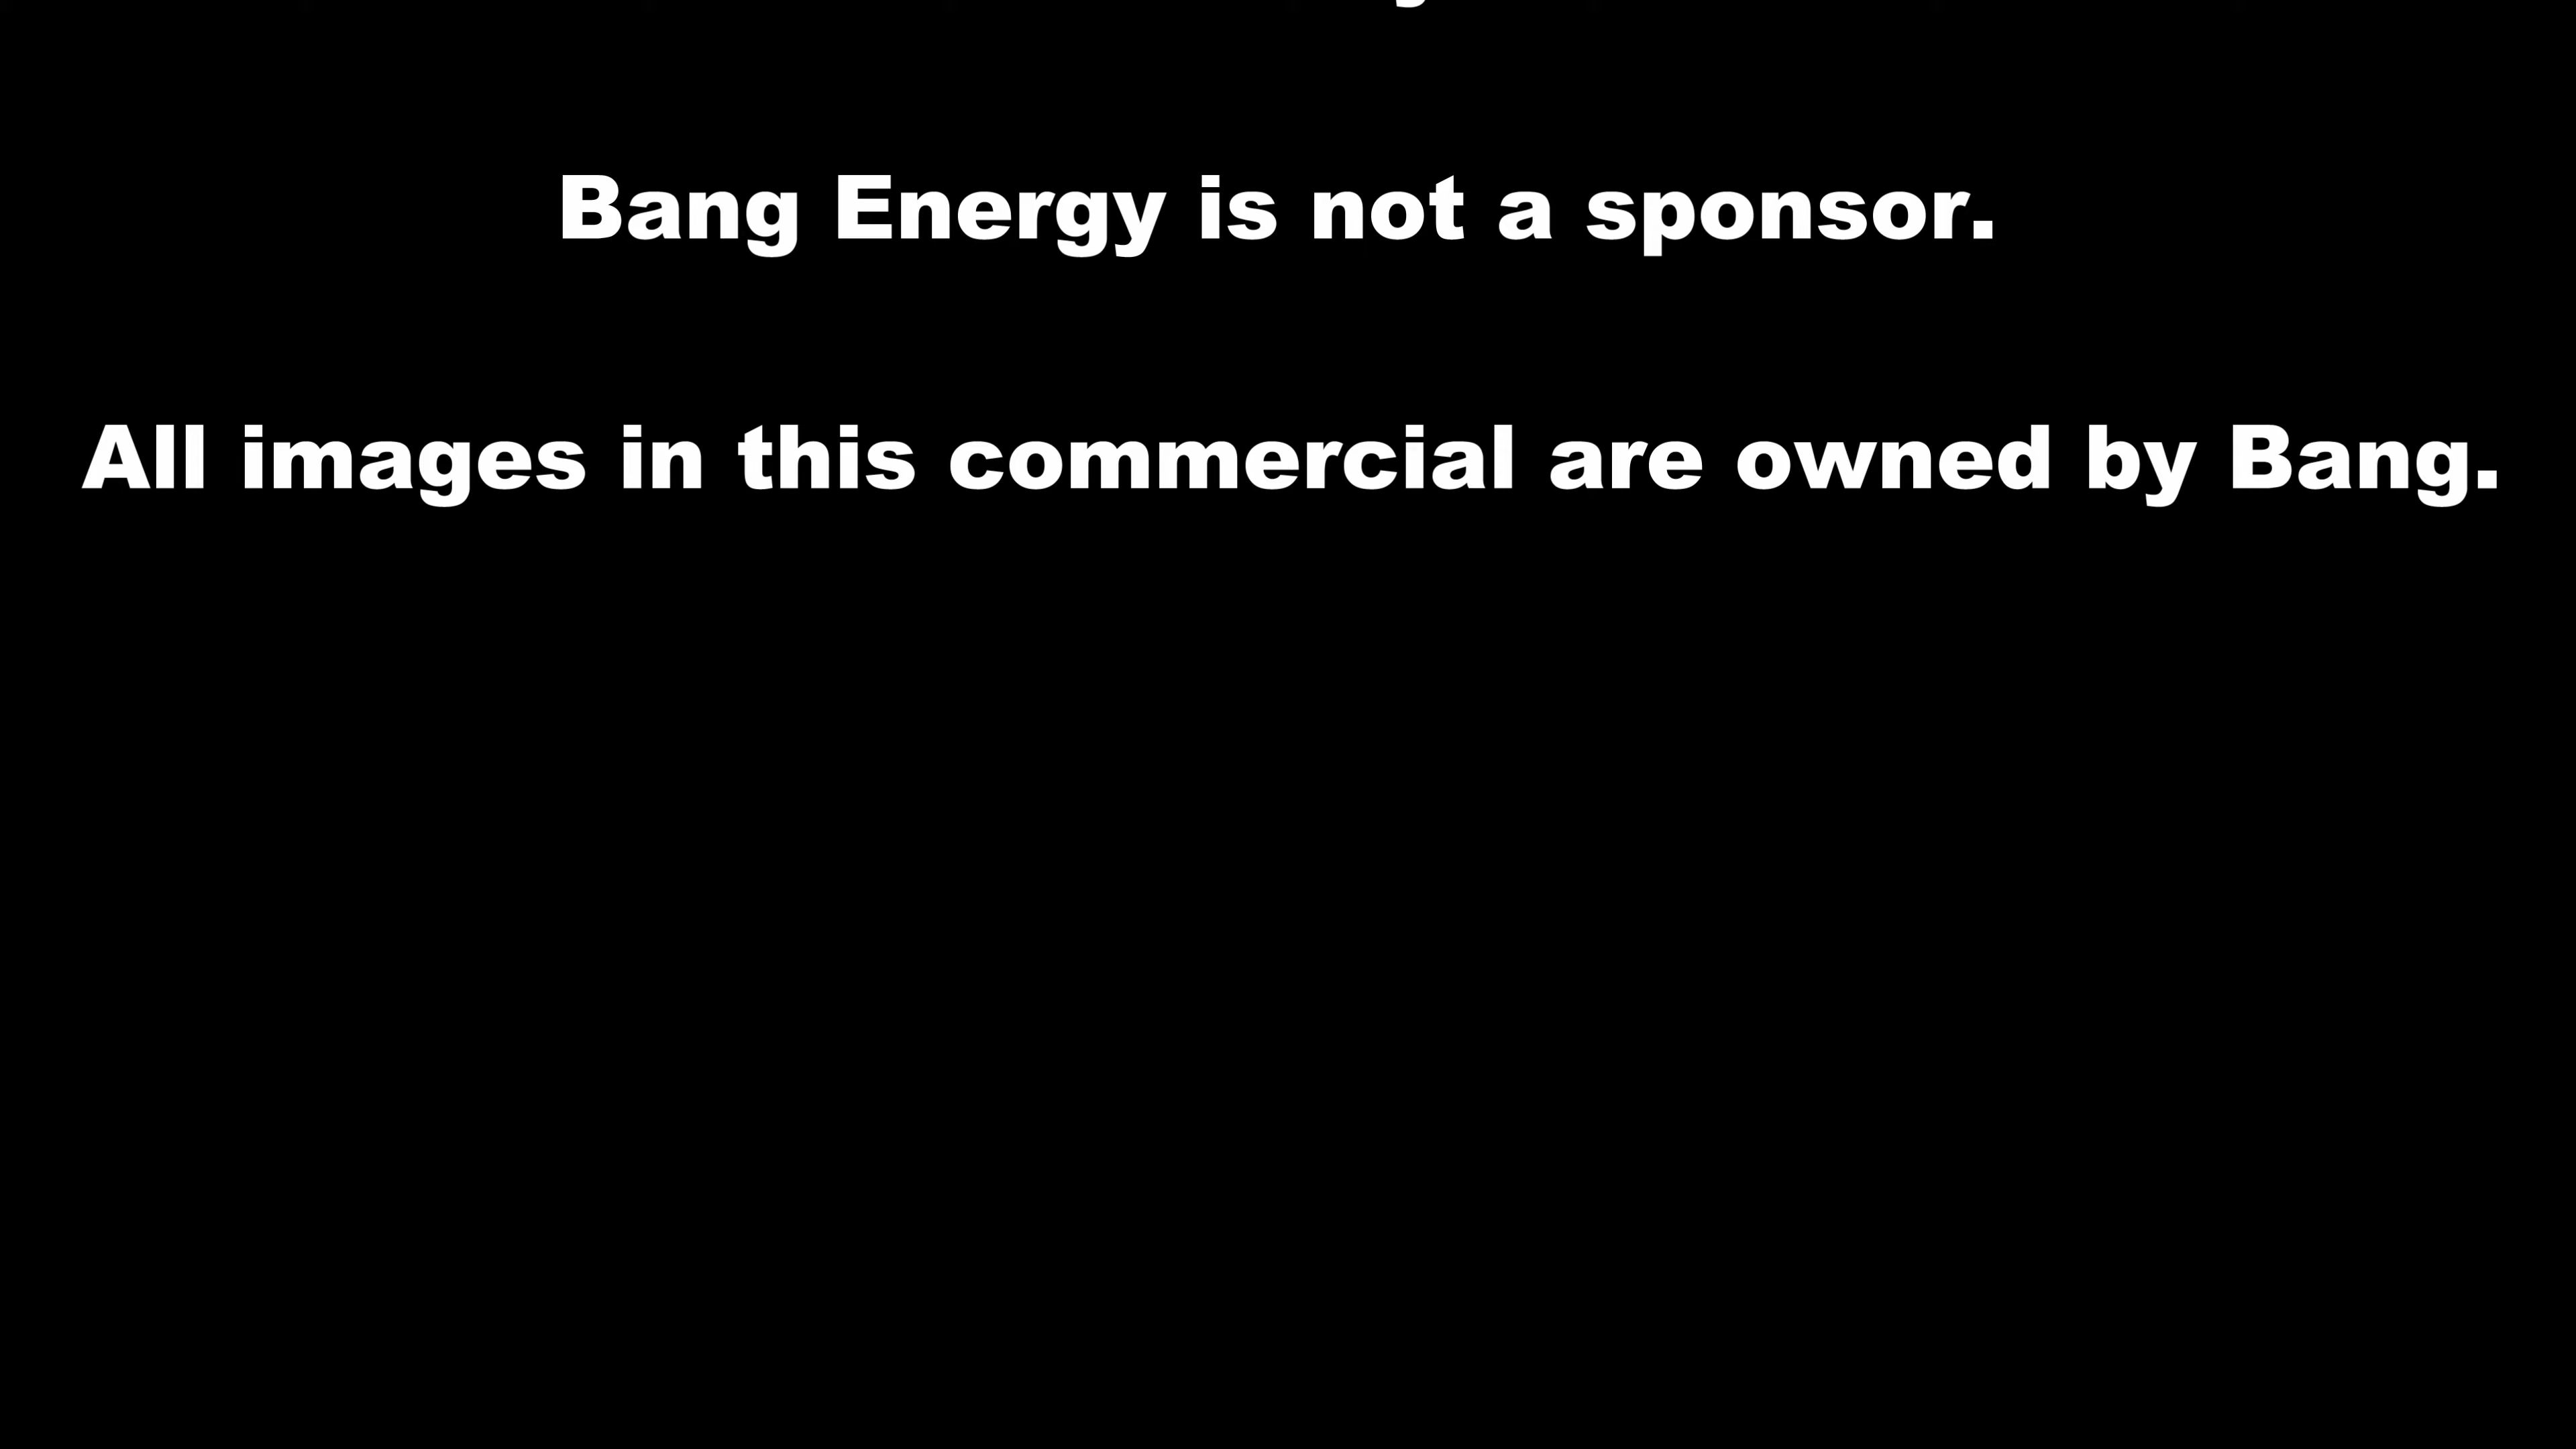 Bang Energy is not a sponsor.
All images in this commercial are owned by Bang.